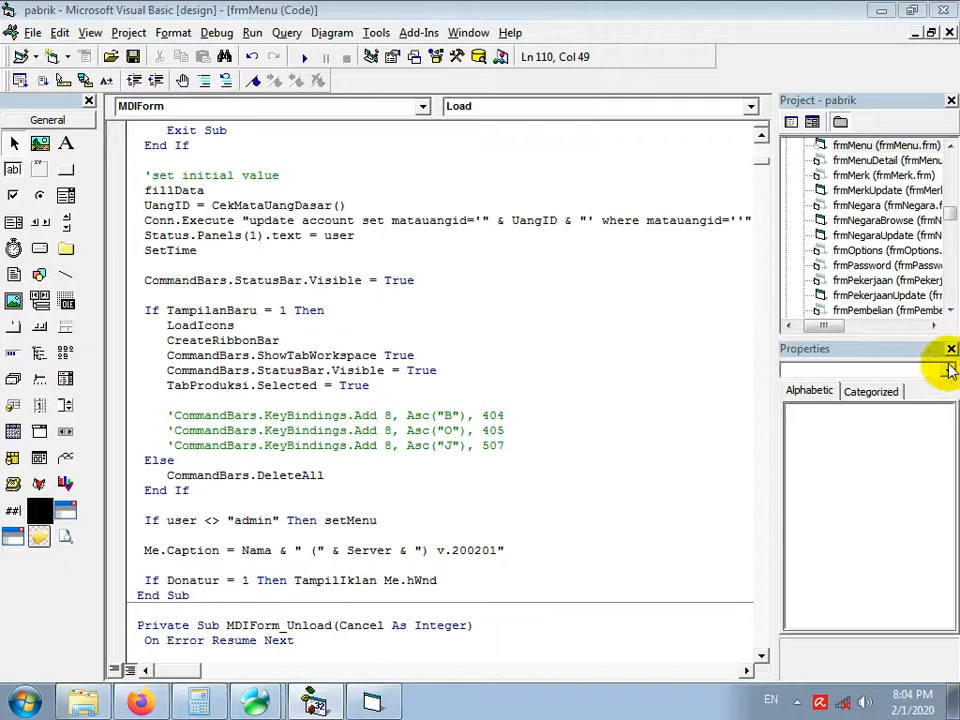 pabrik - Microsoft Visual Basic [design] - [frmMenu (Code)]
File Edit View Project Format Debug Run Query Diagram Tools Add-Ins Window Help
Ln 110, Col 49
General
MDIForm Load
Exit Sub
End If
'set initial value
fillData
UangID = CekMataUangDasar()
Conn.Execute "update account set matauangid='" & UangID & "' where matauangid=''"
Status.Panels(1).text = user
SetTime
CommandBars.StatusBar.Visible = True
If TampilanBaru = 1 Then
LoadIcons
CreateRibbonBar
CommandBars.ShowTabWorkspace True
CommandBars.StatusBar.Visible = True
TabProduksi.Selected = True
'CommandBars.KeyBindings.Add 8, Asc("B"), 404
'CommandBars.KeyBindings.Add 8, Asc("O"), 405
'CommandBars.KeyBindings.Add 8, Asc("J"), 507
Else
CommandBars.DeleteAll
End If
If user <> "admin" Then setMenu
Me.Caption = Nama & " (" & Server & ") v.200201"
If Donatur = 1 Then TampilIklan Me.hWnd
End Sub
Private Sub MDIForm_Unload(Cancel As Integer)
On Error Resume Next
Project - pabrik
frmMenu (frmMenu.frm)
frmMenuDetail (frmMenu
frmMerk (frmMerk.frm)
frmMerkUpdate (frmMerl
frmNegara (frmNegara.f
frmNegaraBrowse (frmN
frmNegaraUpdate (frmN
frmOptions (frmOptions.
frmPassword (frmPassw
frmPekerjaan (frmPekerj
frmPekerjaanUpdate (frr
frmPembelian (frmPembe
Properties
Alphabetic Categorized
EN
8:04 PM
2/1/2020